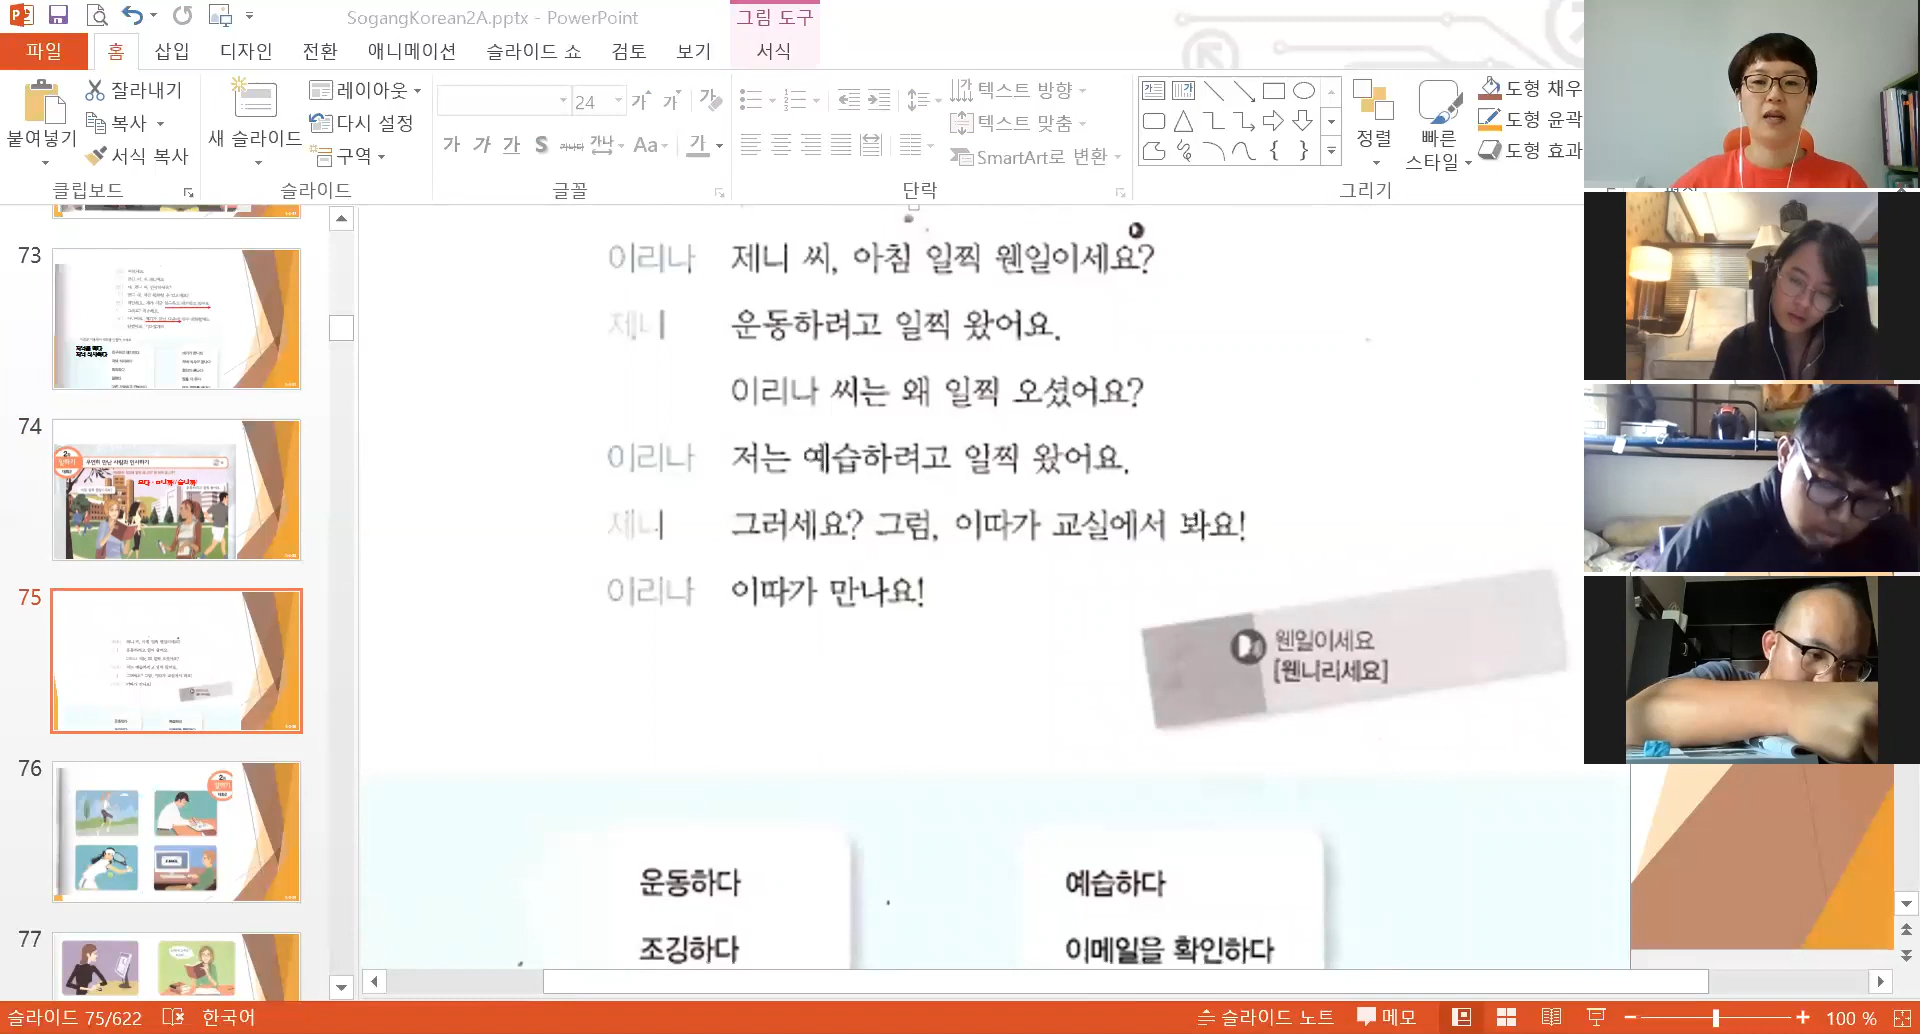 SogangKorean2A.pptx - PowerPoint
그림 도구
파일 홈 삽입 디자인 전환 애니메이션 슬라이드 쇼 검토 보기 서식
붙여넣기
잘라내기
복사
서식 복사
클립보드
새 슬라이드
레이아웃
다시 설정
구역
슬라이드
24
가 가 가 S 가나다 간나 Aa 가
글꼴
텍스트 방향
텍스트 맞춤
SmartArt로 변환
단락
정렬
빠른
스타일
도형 채우
도형 윤곽
도형 효과
그리기
73
74
75
76
77
이리나 제니 씨, 아침 일찍 웬일이세요?
제니 운동하려고 일찍 왔어요.
이리나 씨는 왜 일찍 오셨어요?
이리나 저는 예습하려고 일찍 왔어요.
제니 그러세요? 그럼, 이따가 교실에서 봐요!
이리나 이따가 만나요!
웬일이세요
[웬니리세요]
운동하다
조깅하다
예습하다
이메일을 확인하다
슬라이드 75/622
한국어
슬라이드 노트
메모
100 %